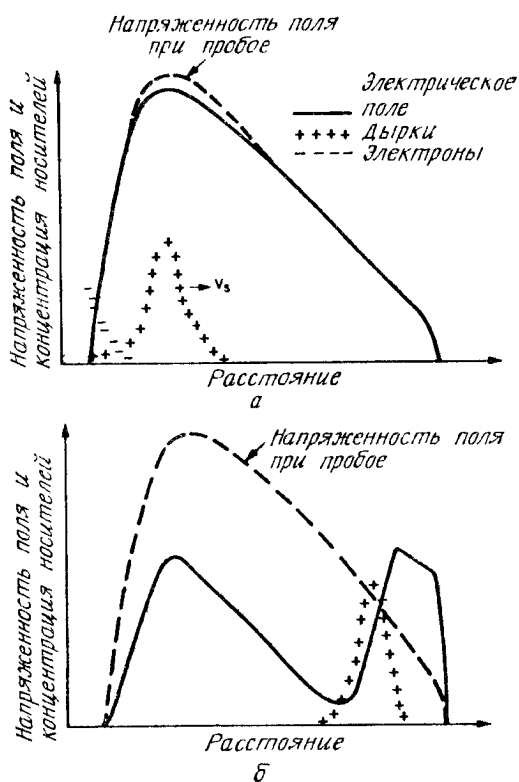 Напряженность поля
при пробое
Электрическое
поле
++++ Дырки
Электроны
Напряженность поля и
концентрация носителей
vs
Расстояние
а
Напряженность поля
при пробое
Напряженность поля и
концентрация носителей
Расстояние
б